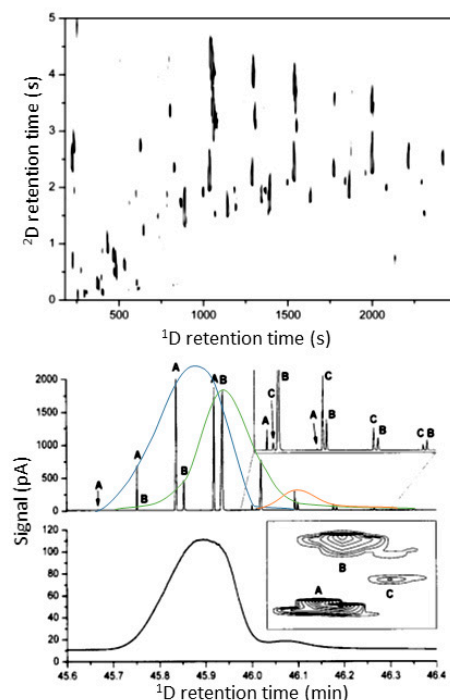 5
4
3
2
1
0
²D retention time (s)
500 1000 1500 2000
¹D retention time (s)
2000
1500
1000
500
0
A A A B
B B
A C B A C B C B C B
Signal (pA)
120
100
80
60
40
20
0
B
A C
45.6 45.7 45.8 45.9 46.0 46.1 46.2 46.3 46.4
¹D retention time (min)